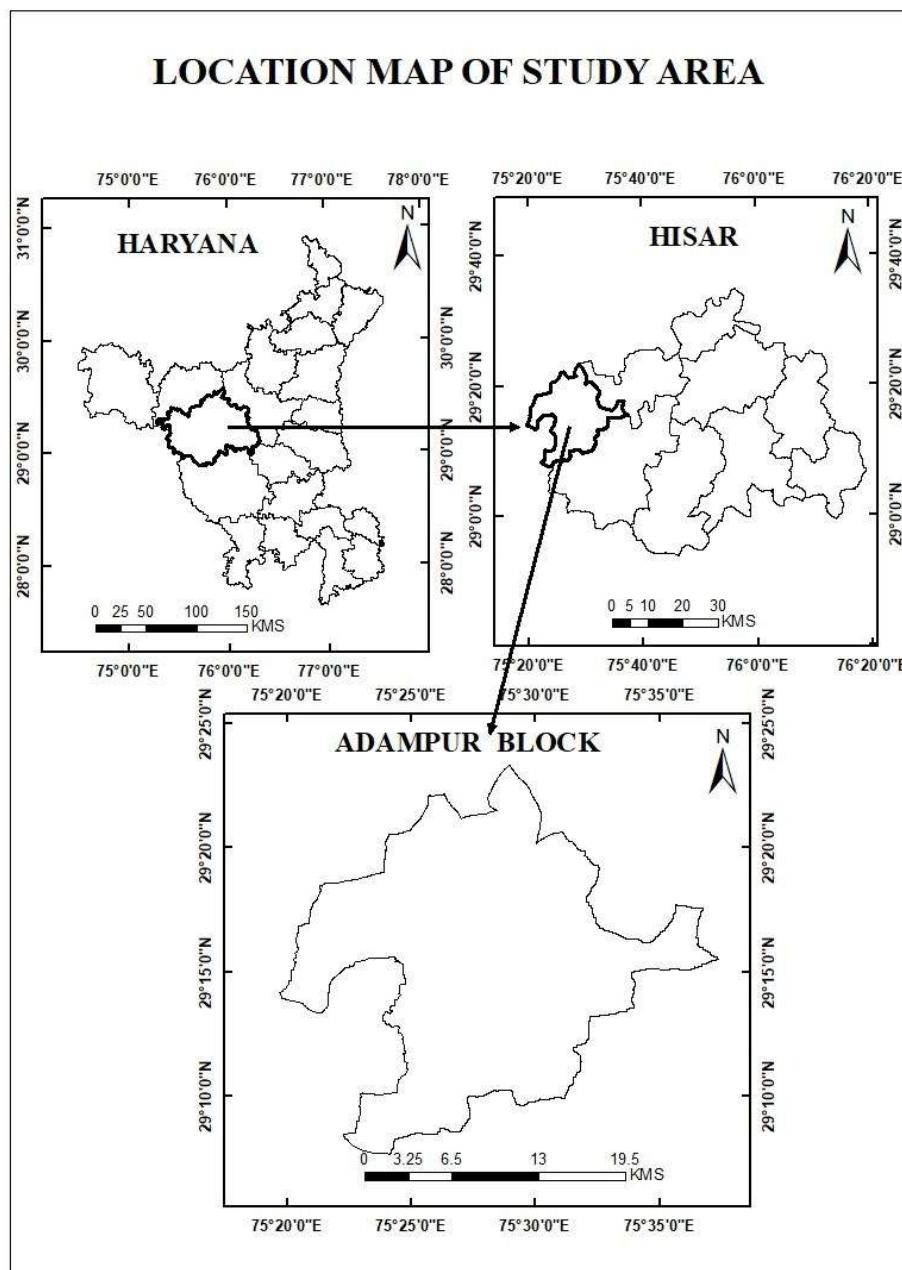 LOCATION MAP OF STUDY AREA
75°0'0"E 76°0'0"E 77°0'0"E 78°0'0"E
HARYANA
N
31°0'0"N
30°0'0"N
29°0'0"N
28°0'0"N
30°0'0"N
29°0'0"N
28°0'0"N
0 25 50 100 150
KMS
75°0'0"E 76°0'0"E 77°0'0"E
75°20'0"E 75°40'0"E 76°0'0"E 76°20'0"E
HISAR
N
29°40'0"N
29°20'0"N
29°0'0"N
29°40'0"N
29°20'0"N
29°0'0"N
0 5 10 20 30
KMS
75°20'0"E 75°40'0"E 76°0'0"E 76°20'0"E
75°20'0"E 75°25'0"E 75°30'0"E 75°35'0"E
ADAMPUR BLOCK
N
29°25'0"N
29°20'0"N
29°15'0"N
29°10'0"N
29°25'0"N
29°20'0"N
29°15'0"N
29°10'0"N
0 3.25 6.5 13 19.5
KMS
75°20'0"E 75°25'0"E 75°30'0"E 75°35'0"E